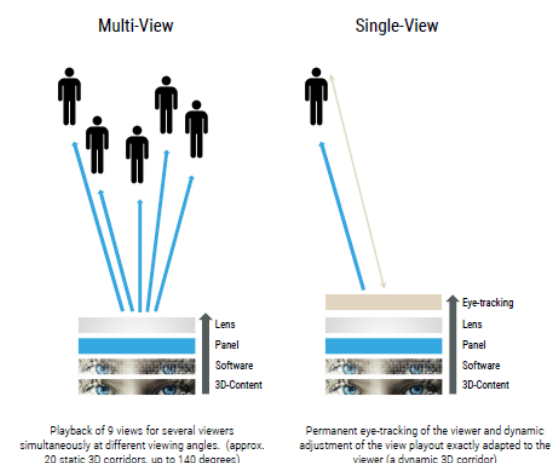 Multi-View
Single-View
Lens
Panel
Software
3D-Content
Eye-tracking
Lens
Panel
Software
3D-Content
Playback of 9 views for several viewers
simultaneously at different viewing angles. (approx.
20 static 3D corridors, up to 140 degrees)
Permanent eye-tracking of the viewer and dynamic
adjustment of the view playout exactly adapted to the
viewer (a dynamic 3D corridor)